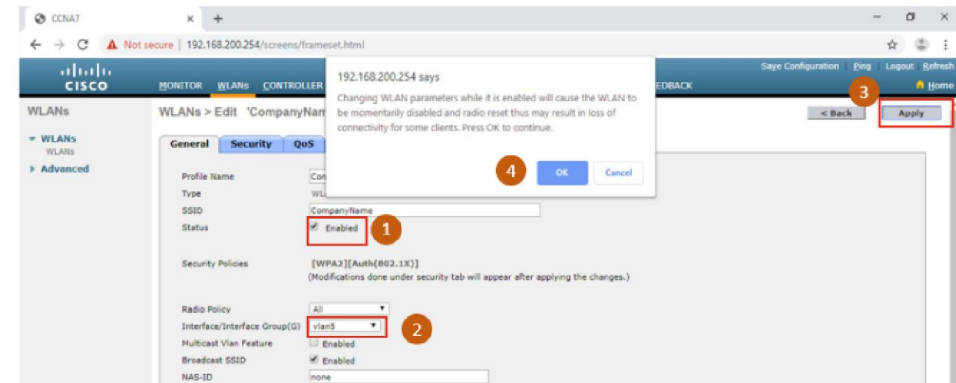 CCNA7
Not secure | 192.168.200.254/screens/frameset.html
CISCO
Save Configuration Ping Logout Refresh
MONITOR WLANs CONTROLLER EDBACK Home
192.168.200.254 says
Changing WLAN parameters while it is enabled will cause the WLAN to
be momentarily disabled and radio reset thus may result in loss of
connectivity for some clients. Press OK to continue.
OK Cancel
4
3
WLANs
WLANs > Edit 'CompanyNam
< Back Apply
WLANs
WLANs
Advanced
General Security QoS
Profile Name Con
Type WL
SSID CompanyName
Status Enabled
1
Security Policies [WPA2][Auth(802.1X)]
(Modifications done under security tab will appear after applying the changes.)
Radio Policy All
Interface/Interface Group(G) vlan5
2
Multicast Vlan Feature Enabled
Broadcast SSID Enabled
NAS-ID none